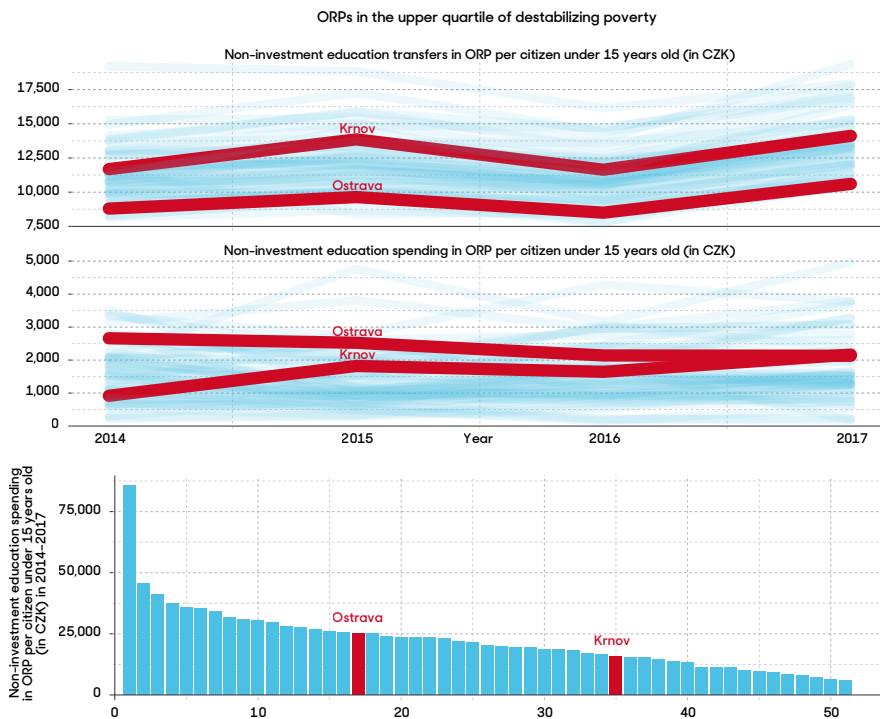 ORPs in the upper quartile of destabilizing poverty
Non-investment education transfers in ORP per citizen under 15 years old (in CZK)
17,500
15,000
12,500
10,000
7,500
Krnov
Ostrava
Non-investment education spending in ORP per citizen under 15 years old (in CZK)
5,000
4,000
3,000
2,000
1,000
0
Ostrava
Krnov
2014
2015
Year
2016
2017
Non-investment education spending
in ORP per citizen under 15 years old
(in CZK) in 2014–2017
75,000
50,000
25,000
0
Ostrava
Krnov
0
10
20
30
40
50